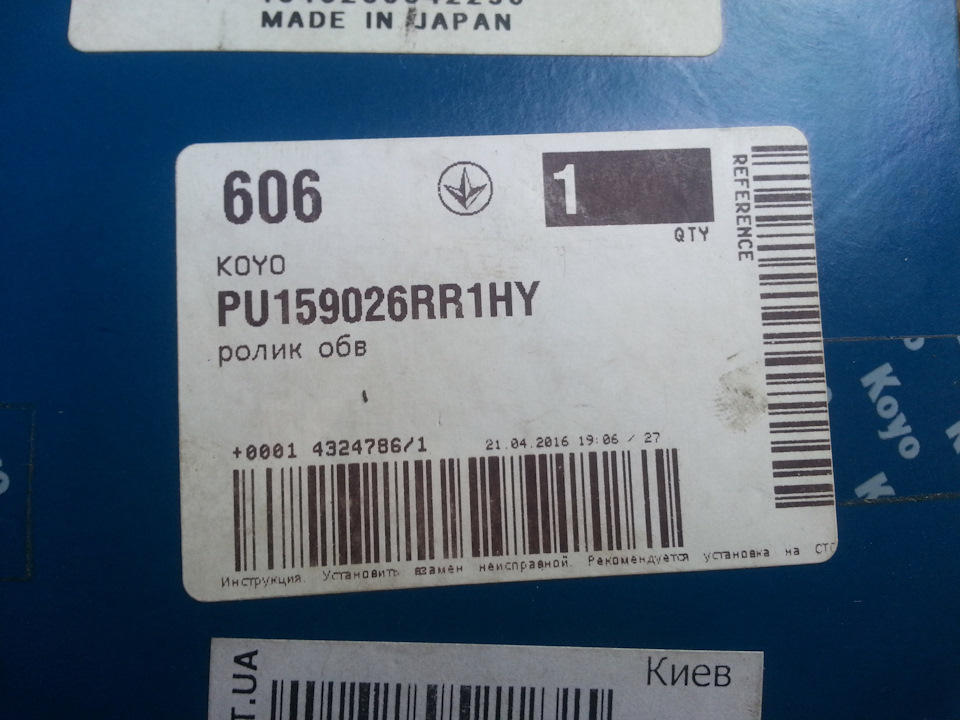 MADE IN JAPAN
606
1
QTY
REFERENCE
KOYO
PU159026RR1HY
ролик обв
+0001 4324786/1
21.04.2016 19:06 / 27
Инструкция. Установить взамен неисправной. Рекомендуется установка на СТО
Koyo
T.UA
Киев